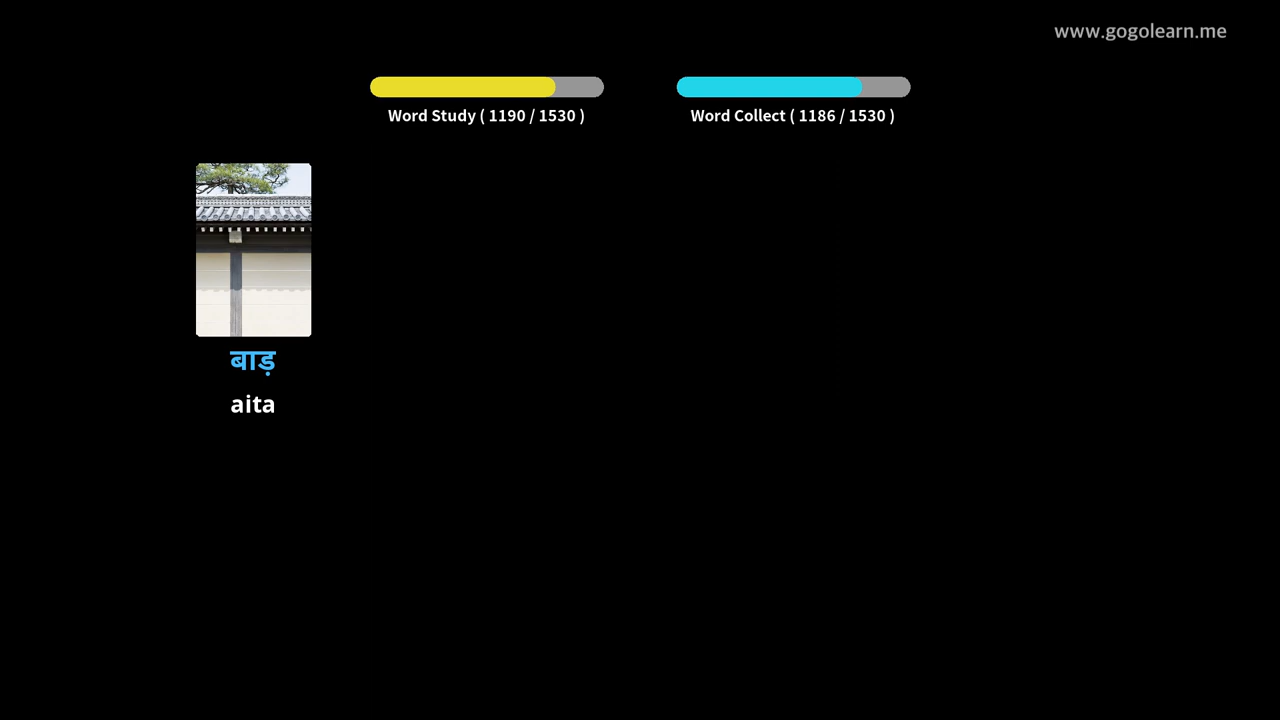 www.gogolearn.me
Word Study ( 1190 / 1530 )
Word Collect ( 1186 / 1530 )
बाड़
aita